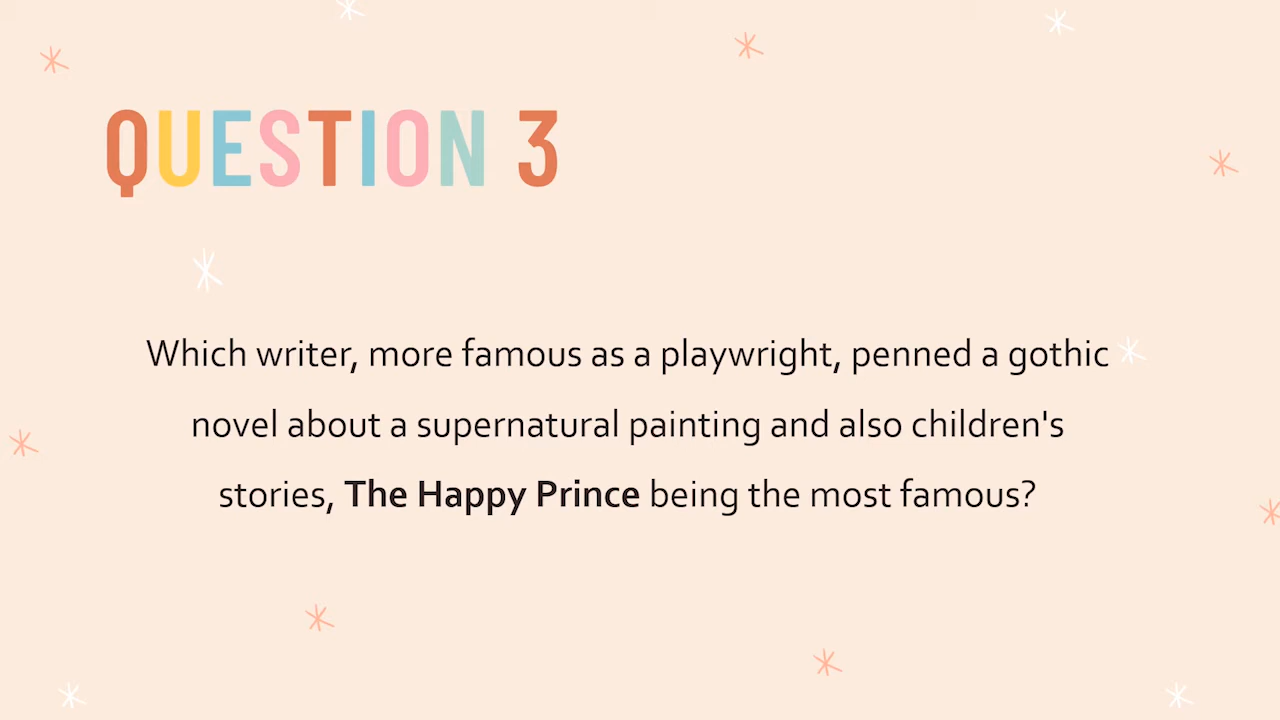 QUESTION 3
Which writer, more famous as a playwright, penned a gothic
novel about a supernatural painting and also children's
stories, The Happy Prince being the most famous?